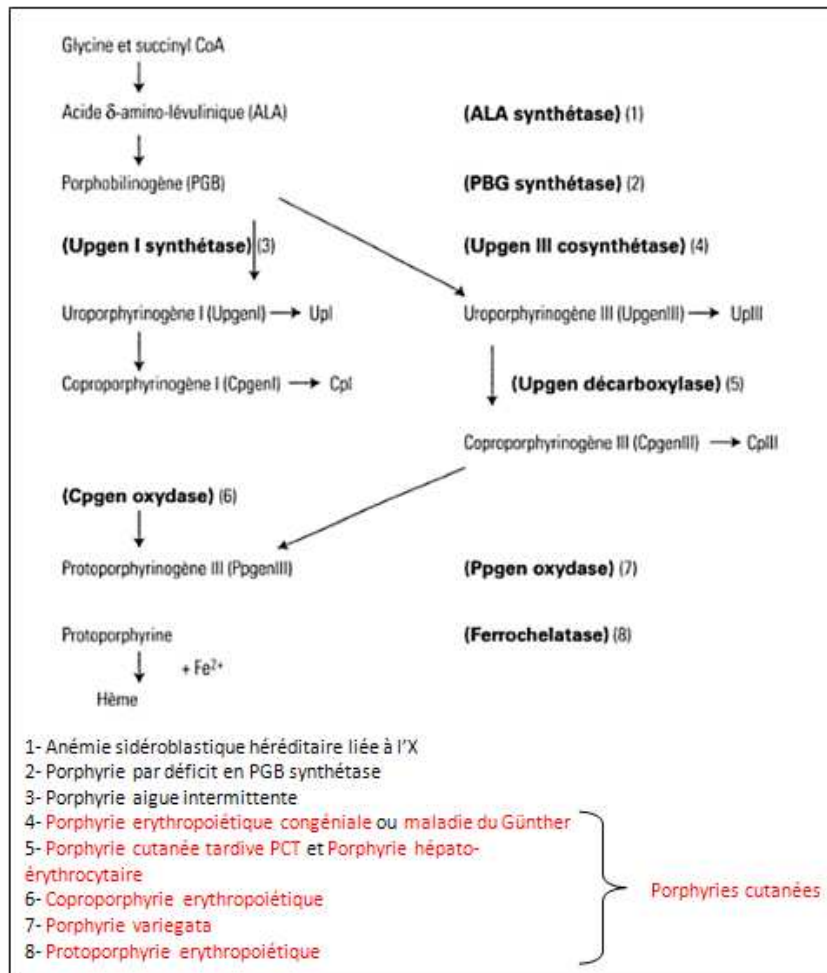 Glycine et succinyl CoA
Acide δ-amino-lévulinique (ALA) (ALA synthétase) (1)
Porphobilinogène (PGB) (PBG synthétase) (2)
(Upgen I synthétase) (3) (Upgen III cosynthétase) (4)
Uroporphyrinogène I (UpgenI) → UpI Uroporphyrinogène III (UpgenIII) → UpIII
Coproporphyrinogène I (CpgenI) → CpI (Upgen décarboxylase) (5)
Coproporphyrinogène III (CpgenIII) → CpIII
(Cpgen oxydase) (6)
Protoporphyrinogène III (PpgenIII) (Ppgen oxydase) (7)
Protoporphyrine (Ferrochelatase) (8)
+ Fe2+
Hème
1- Anémie sidéroblastique héréditaire liée à l'X
2- Porphyrie par déficit en PGB synthétase
3- Porphyrie aigue intermittente
4- Porphyrie erythropoiétique congéniale ou maladie du Günther
5- Porphyrie cutanée tardive PCT et Porphyrie hépato-
érythrocytaire
6- Coproporphyrie erythropoiétique
7- Porphyrie variegata
8- Protoporphyrie erythropoiétique
Porphyries cutanées